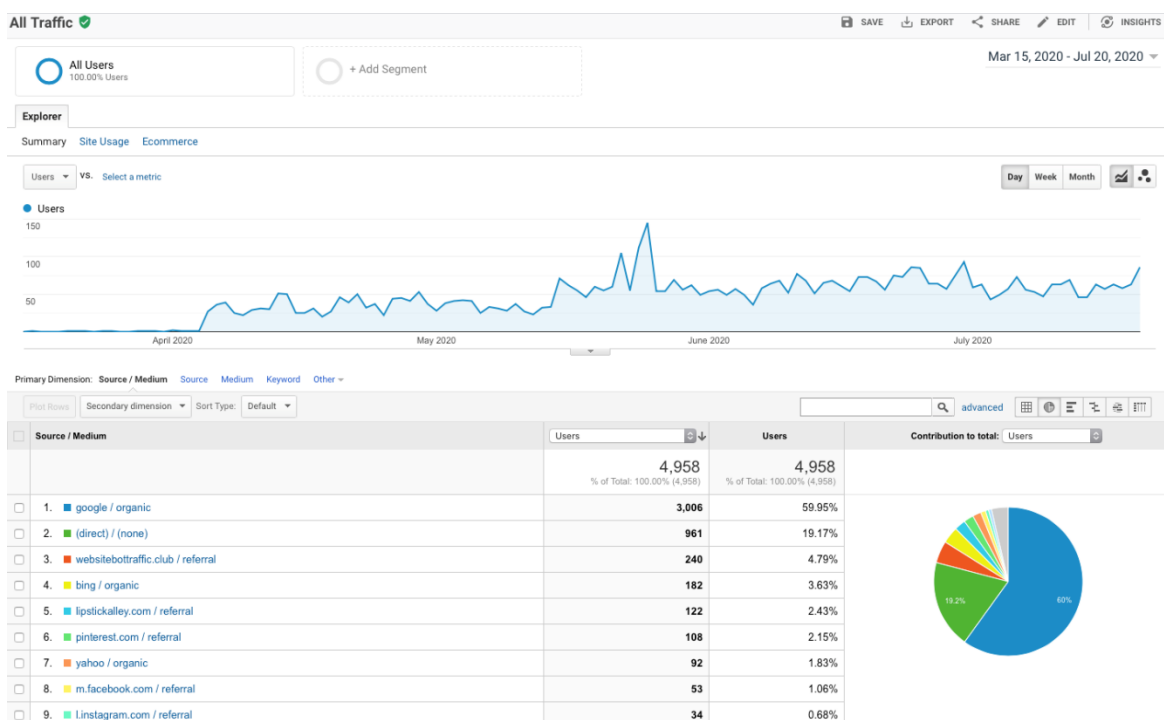 All Traffic
SAVE EXPORT SHARE EDIT INSIGHTS
All Users
100.00% Users
+ Add Segment
Mar 15, 2020 - Jul 20, 2020
Explorer
Summary Site Usage Ecommerce
Users VS. Select a metric
Day Week Month
Users
150
100
50
April 2020 May 2020 June 2020 July 2020
Primary Dimension: Source / Medium Source Medium Keyword Other
Plot Rows Secondary dimension Sort Type: Default advanced
Source / Medium Users Users Contribution to total: Users
4,958 4,958
% of Total: 100.00% (4,958) % of Total: 100.00% (4,958)
1. google / organic 3,006 59.95%
2. (direct) / (none) 961 19.17%
3. websitebottraffic.club / referral 240 4.79%
4. bing / organic 182 3.63%
5. lipstickalley.com / referral 122 2.43%
6. pinterest.com / referral 108 2.15%
7. yahoo / organic 92 1.83%
8. m.facebook.com / referral 53 1.06%
9. l.instagram.com / referral 34 0.68%
19.2% 60%